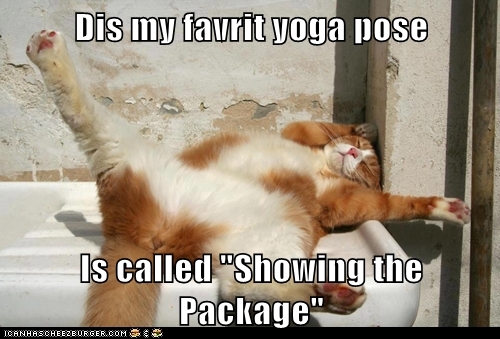 Dis my favrit yoga pose
Is called "Showing the
Package"
ICANHASCHEEZBURGER.COM